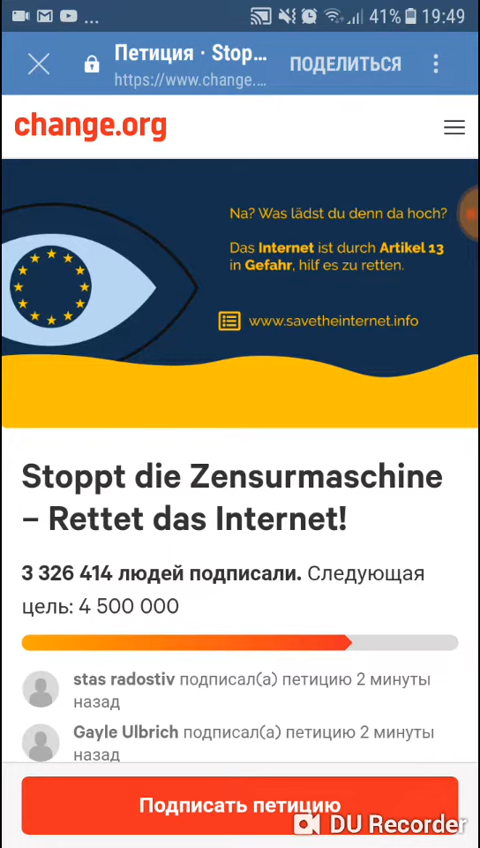 ... 41% 19:49
Петиция · Stop...
https://www.change....
ПОДЕЛИТЬСЯ
change.org
Na? Was lädst du denn da hoch?
Das Internet ist durch Artikel 13
in Gefahr, hilf es zu retten.
www.savetheinternet.info
Stoppt die Zensurmaschine
– Rettet das Internet!
3 326 414 людей подписали. Следующая
цель: 4 500 000
stas radostiv подписал(а) петицию 2 минуты
назад
Gayle Ulbrich подписал(а) петицию 2 минуты
назад
Подписать петицию
DU Recorder